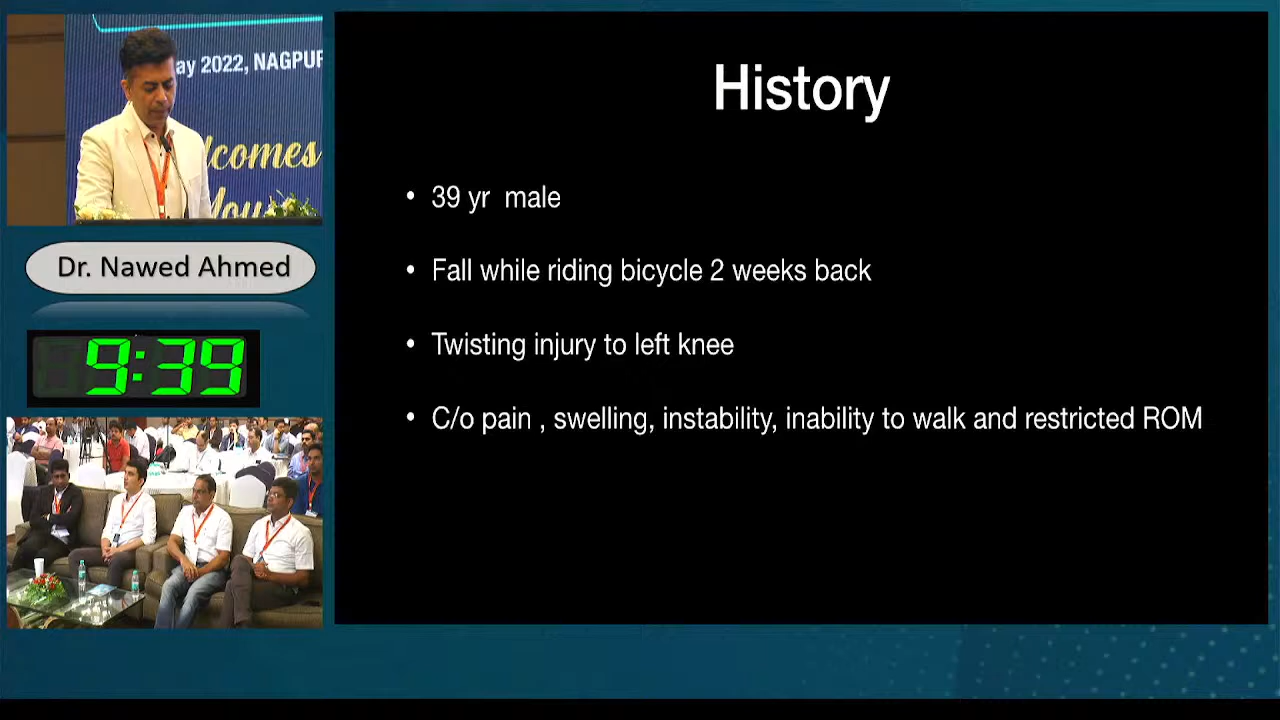 ay 2022, NAGPUR
lcomes
You
Dr. Nawed Ahmed
9:39
History
• 39 yr male
• Fall while riding bicycle 2 weeks back
• Twisting injury to left knee
• C/o pain , swelling, instability, inability to walk and restricted ROM